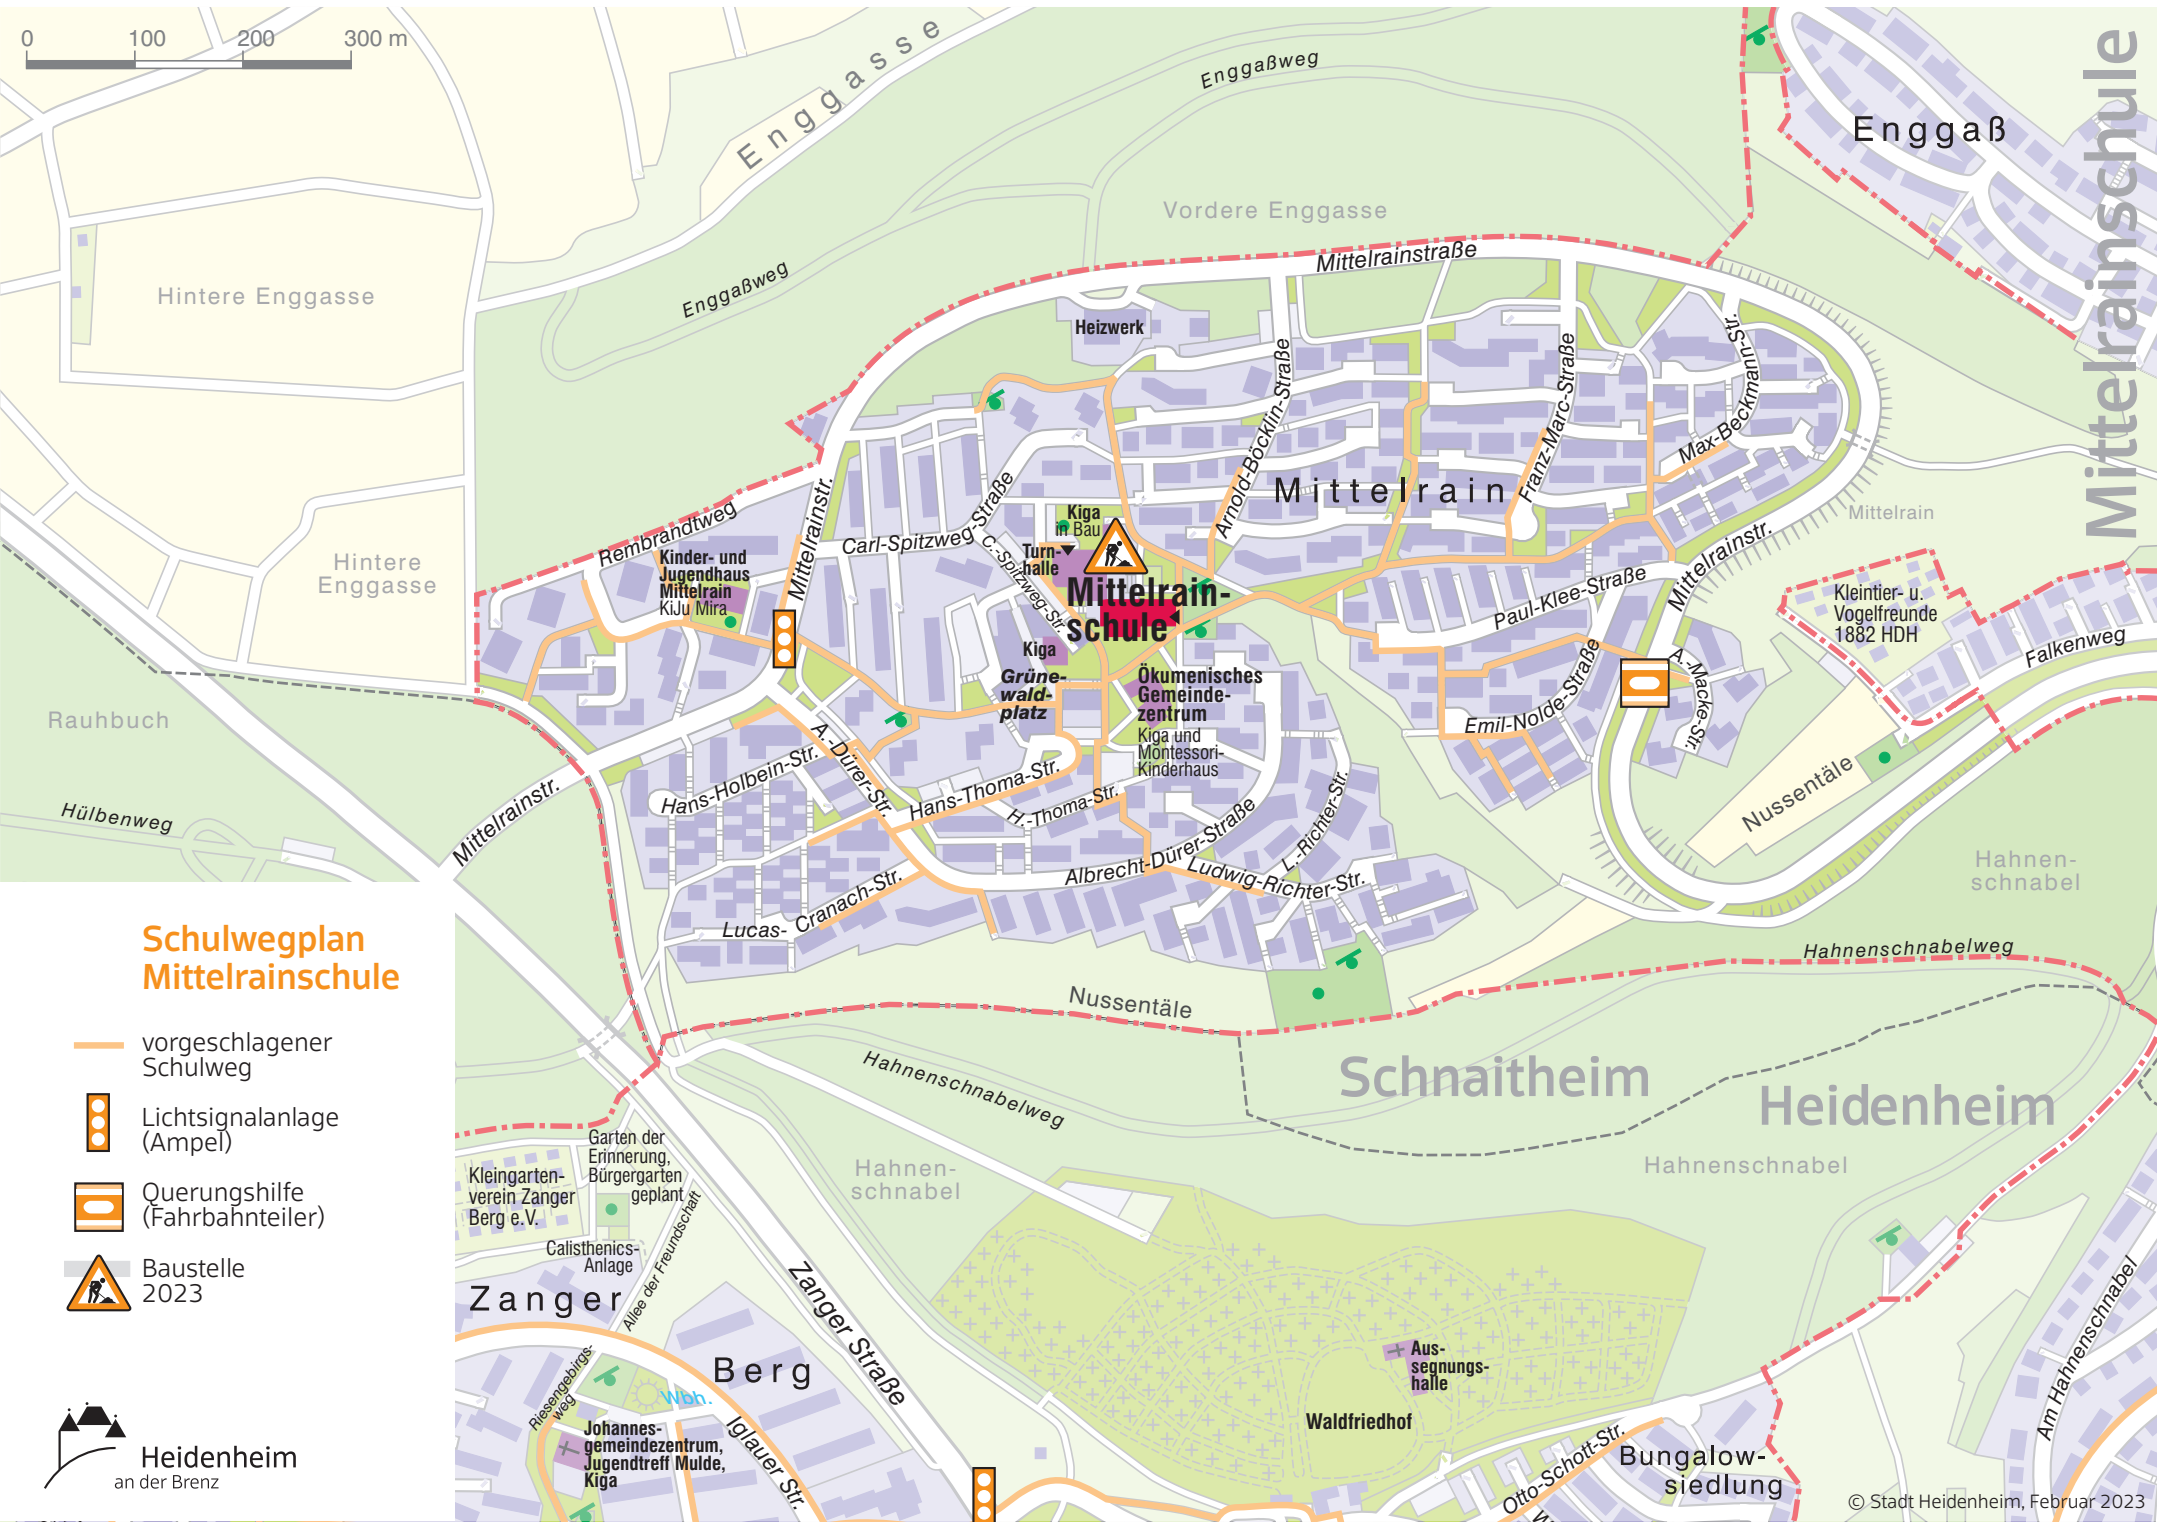 0 100 200 300 m
Enggasse
Enggaßweg
Enggaß
Mittelrainschule
Vordere Enggasse
Mittelrainstraße
Enggaßweg
Hintere Enggasse
Heizwerk
Max-Beckmann-Str.
Franz-Marc-Straße
Arnold-Böcklin-Straße
Mittelrain
Mittelrain
Rembrandtweg
Mittelrainstr.
Carl-Spitzweg-Straße
C.-Spitzweg-Str.
Kiga
in Bau
Turn-
halle
Hintere
Enggasse
Kinder- und
Jugendhaus
Mittelrain
KiJu Mira
Mittelrain-
schule
Mittelrainstr.
Paul-Klee-Straße
Kleintier- u.
Vogelfreunde
1882 HDH
Falkenweg
Kiga
Grüne-
wald-
platz
Ökumenisches
Gemeinde-
zentrum
Kiga und
Montessori-
Kinderhaus
Emil-Nolde-Straße
A.-Macke-Str.
Rauhbuch
A.-Dürer-Str.
Hans-Holbein-Str.
Hans-Thoma-Str.
H.-Thoma-Str.
Nussentäle
Hülbenweg
Mittelrainstr.
Albrecht-Dürer-Straße
L.-Richter-Str.
Ludwig-Richter-Str.
Hahnen-
schnabel
Lucas-Cranach-Str.
Hahnenschnabelweg
Nussentäle
Schulwegplan
Mittelrainschule
vorgeschlagener
Schulweg
Lichtsignalanlage
(Ampel)
Querungshilfe
(Fahrbahnteiler)
Baustelle
2023
Heidenheim
an der Brenz
Hahnenschnabelweg
Schnaitheim
Heidenheim
Hahnen-
schnabel
Hahnenschnabel
Garten der
Erinnerung,
Bürgergarten
geplant
Kleingarten-
verein Zanger
Berg e.V.
Calisthenics-
Anlage
Allee der Freundschaft
Zanger
Berg
Zanger Straße
Riesengebirgs-
weg
Wbh.
Iglauer Str.
Johannes-
gemeindezentrum,
Jugendtreff Mulde,
Kiga
Aus-
segnungs-
halle
Waldfriedhof
Otto-Schott-Str.
Bungalow-
siedlung
Am Hahnenschnabel
© Stadt Heidenheim, Februar 2023